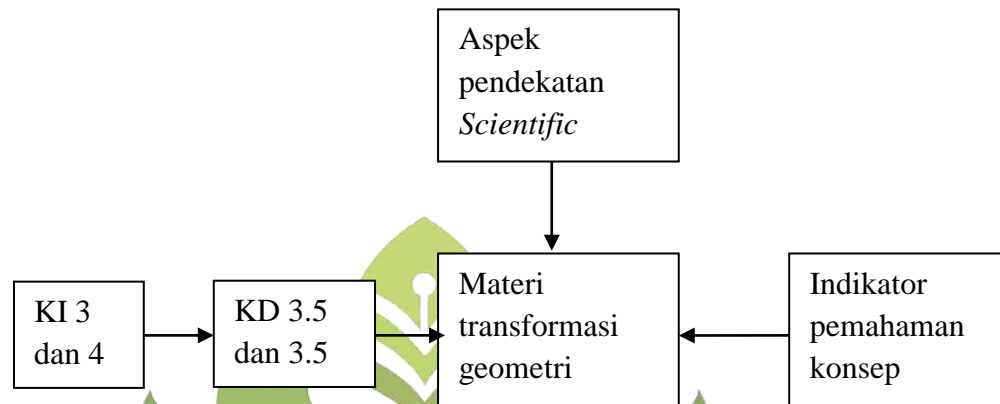 Aspek
pendekatan
Scientific
KI 3
dan 4
KD 3.5
dan 3.5
Materi
transformasi
geometri
Indikator
pemahaman
konsep